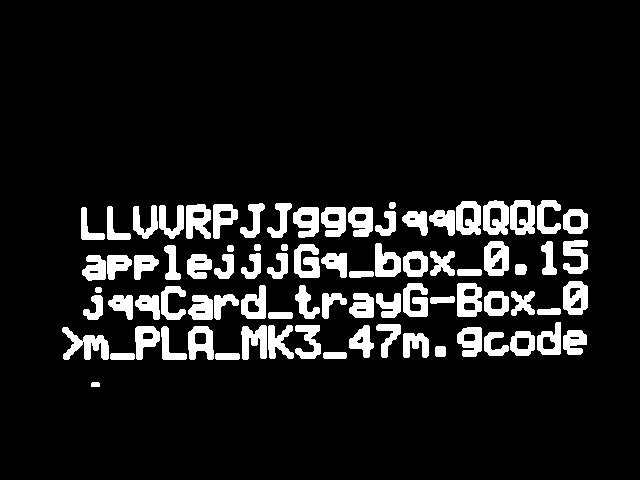 LLVVRPJJgggjqqQQQCo
applejjjGq_box_0.15
jqqCard_trayG-Box_0
>m_PLA_MK3_47m.gcode